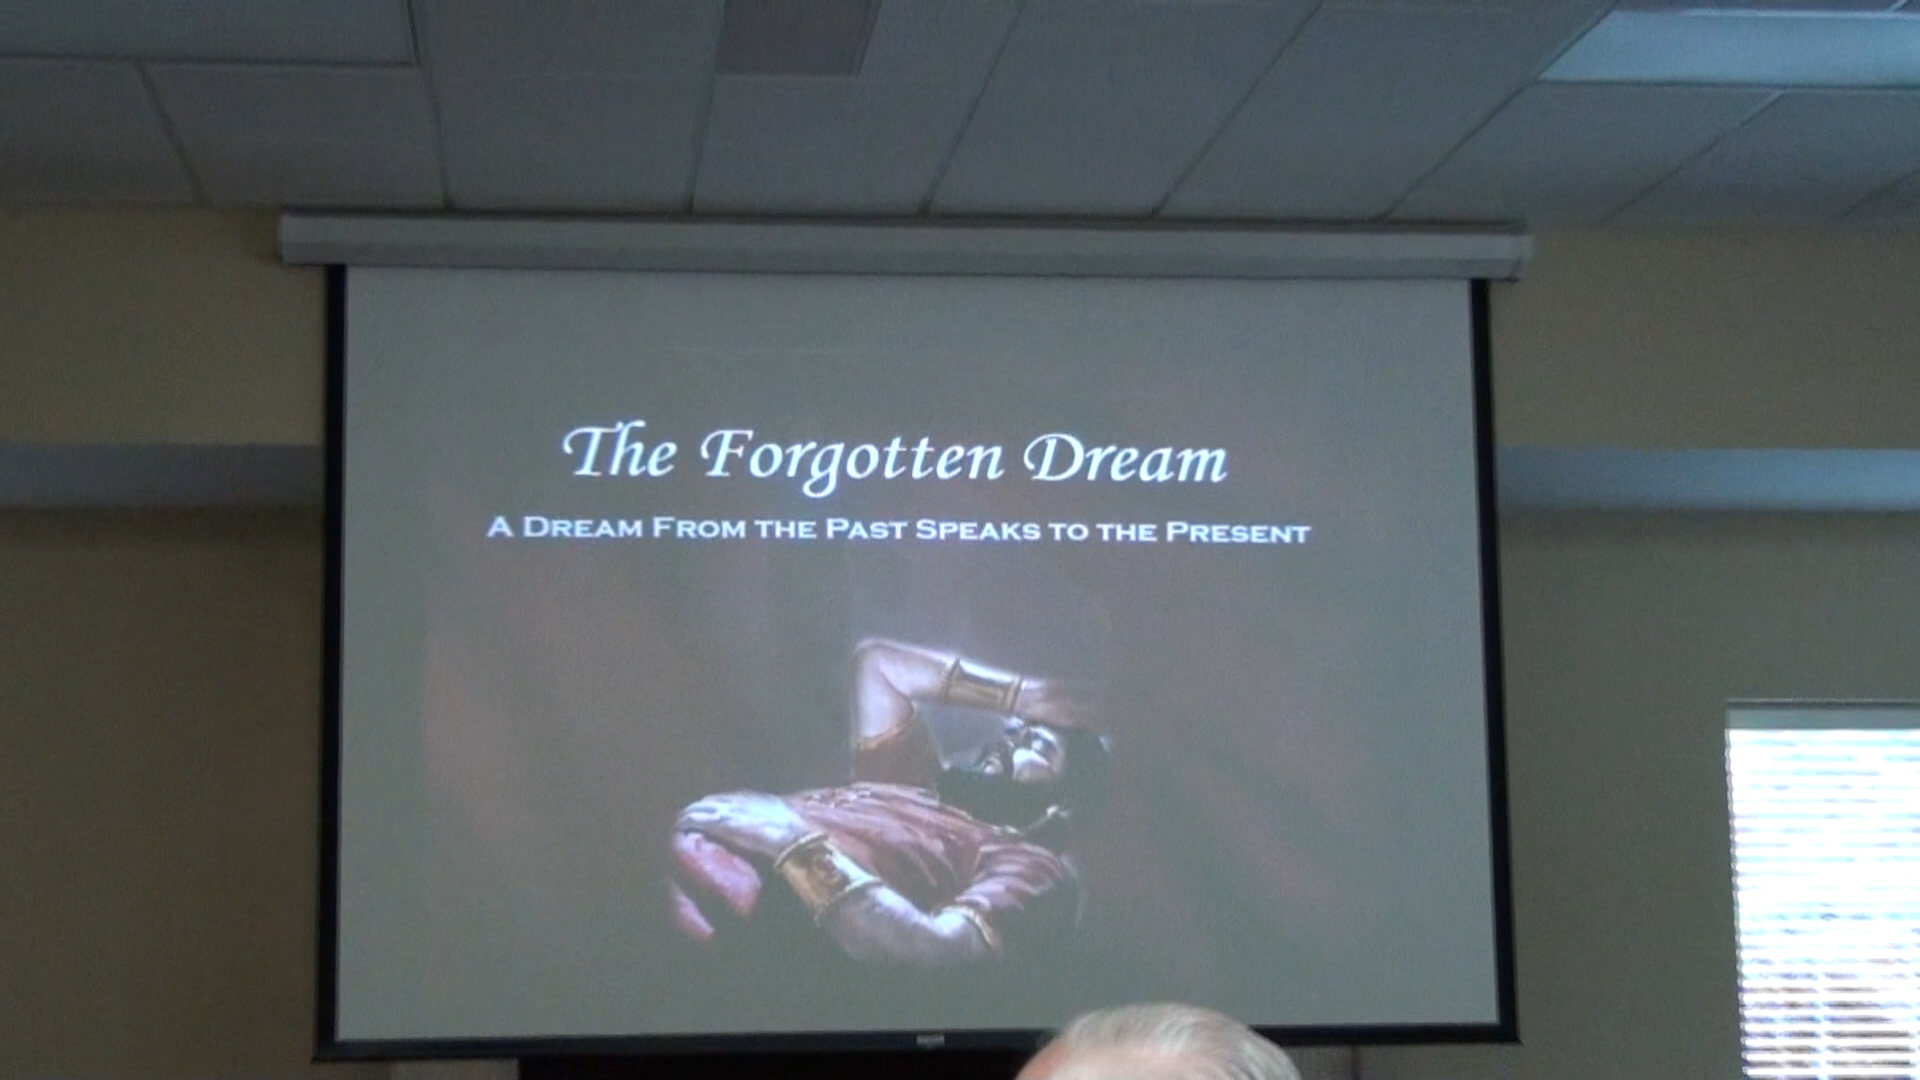 The Forgotten Dream
A DREAM FROM THE PAST SPEAKS TO THE PRESENT